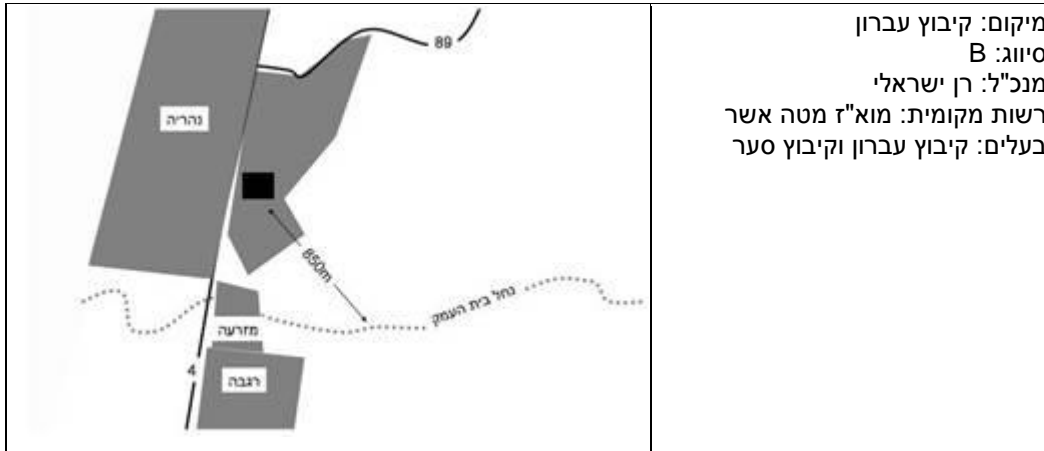 מיקום: קיבוץ עברון
סיווג: B
מנכ"ל: רן ישראלי
רשות מקומית: מוא"ז מטה אשר
בעלים: קיבוץ עברון וקיבוץ סער
89
נהריה
850m
נחל בית העמק
מזרעה
4
רגבה